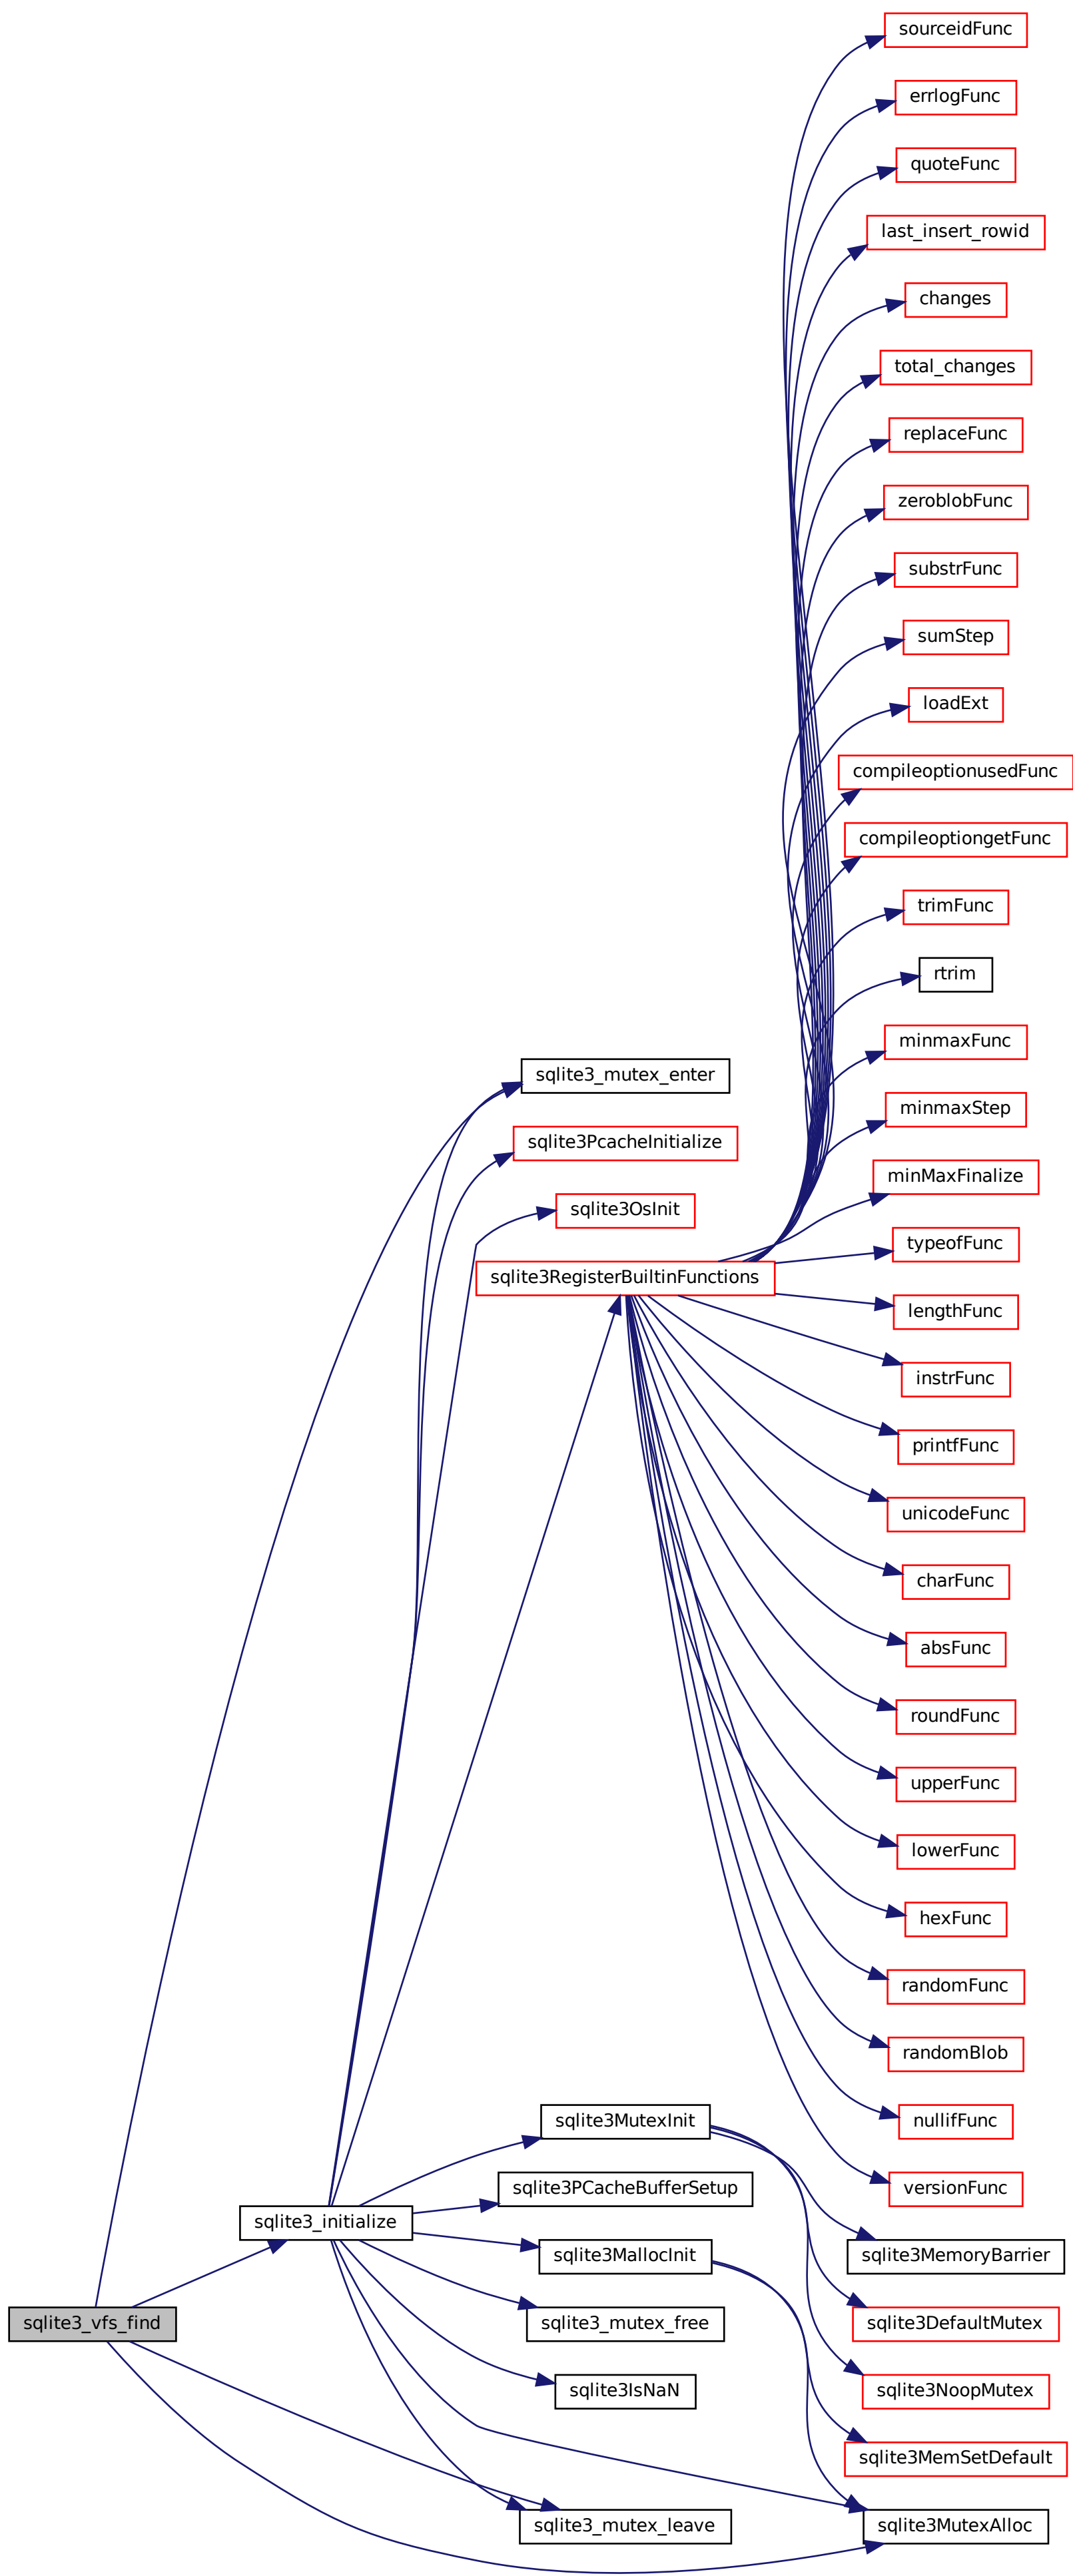 sourceidFunc
errlogFunc
quoteFunc
last_insert_rowid
changes
total_changes
replaceFunc
zeroblobFunc
substrFunc
sumStep
loadExt
compileoptionusedFunc
compileoptiongetFunc
trimFunc
rtrim
minmaxFunc
sqlite3_mutex_enter
minmaxStep
sqlite3PcacheInitialize
minMaxFinalize
sqlite3OsInit
typeofFunc
sqlite3RegisterBuiltinFunctions
lengthFunc
instrFunc
printfFunc
unicodeFunc
charFunc
absFunc
roundFunc
upperFunc
lowerFunc
hexFunc
randomFunc
randomBlob
sqlite3MutexInit
nullifFunc
sqlite3PCacheBufferSetup
versionFunc
sqlite3_initialize
sqlite3MallocInit
sqlite3MemoryBarrier
sqlite3_vfs_find
sqlite3_mutex_free
sqlite3DefaultMutex
sqlite3IsNaN
sqlite3NoopMutex
sqlite3MemSetDefault
sqlite3_mutex_leave
sqlite3MutexAlloc